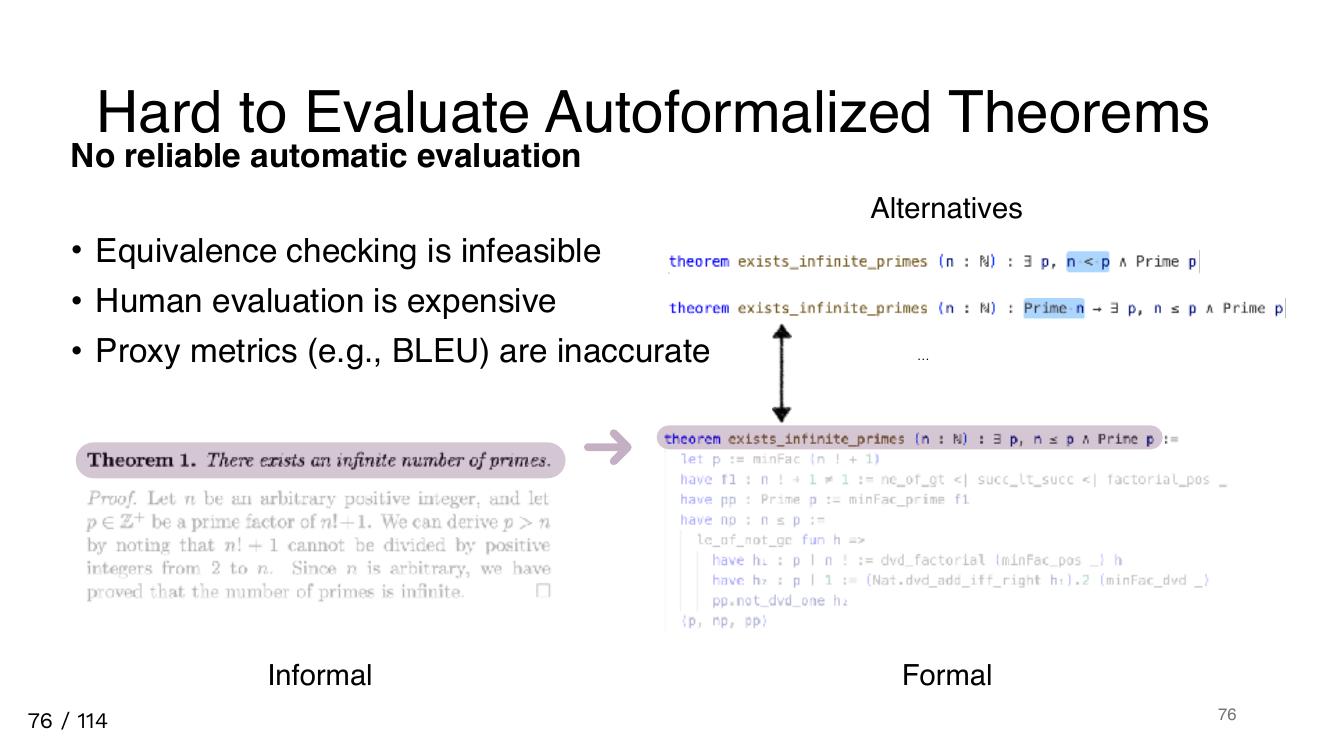 Hard to Evaluate Autoformalized Theorems
No reliable automatic evaluation
• Equivalence checking is infeasible
• Human evaluation is expensive
• Proxy metrics (e.g., BLEU) are inaccurate
Alternatives
theorem exists_infinite_primes (n : ℕ) : ∃ p, n < p ∧ Prime p
theorem exists_infinite_primes (n : ℕ) : Prime n → ∃ p, n ≤ p ∧ Prime p
...
Theorem 1. There exists an infinite number of primes.
Proof. Let n be an arbitrary positive integer, and let
p ∈ ℤ⁺ be a prime factor of n!+1. We can derive p > n
by noting that n! + 1 cannot be divided by positive
integers from 2 to n. Since n is arbitrary, we have
proved that the number of primes is infinite. □
Informal
theorem exists_infinite_primes (n : ℕ) : ∃ p, n ≤ p ∧ Prime p :=
let p := minFac (n ! + 1)
have f1 : n ! + 1 ≠ 1 := ne_of_gt <| succ_lt_succ <| factorial_pos _
have pp : Prime p := minFac_prime f1
have np : n ≤ p :=
le_of_not_ge fun h =>
have h₁ : p ∣ n ! := dvd_factorial (minFac_pos _) h
have h₂ : p ∣ 1 := (Nat.dvd_add_iff_right h₁).2 (minFac_dvd _)
pp.not_dvd_one h₂
⟨p, np, pp⟩
Formal
76 / 114
76